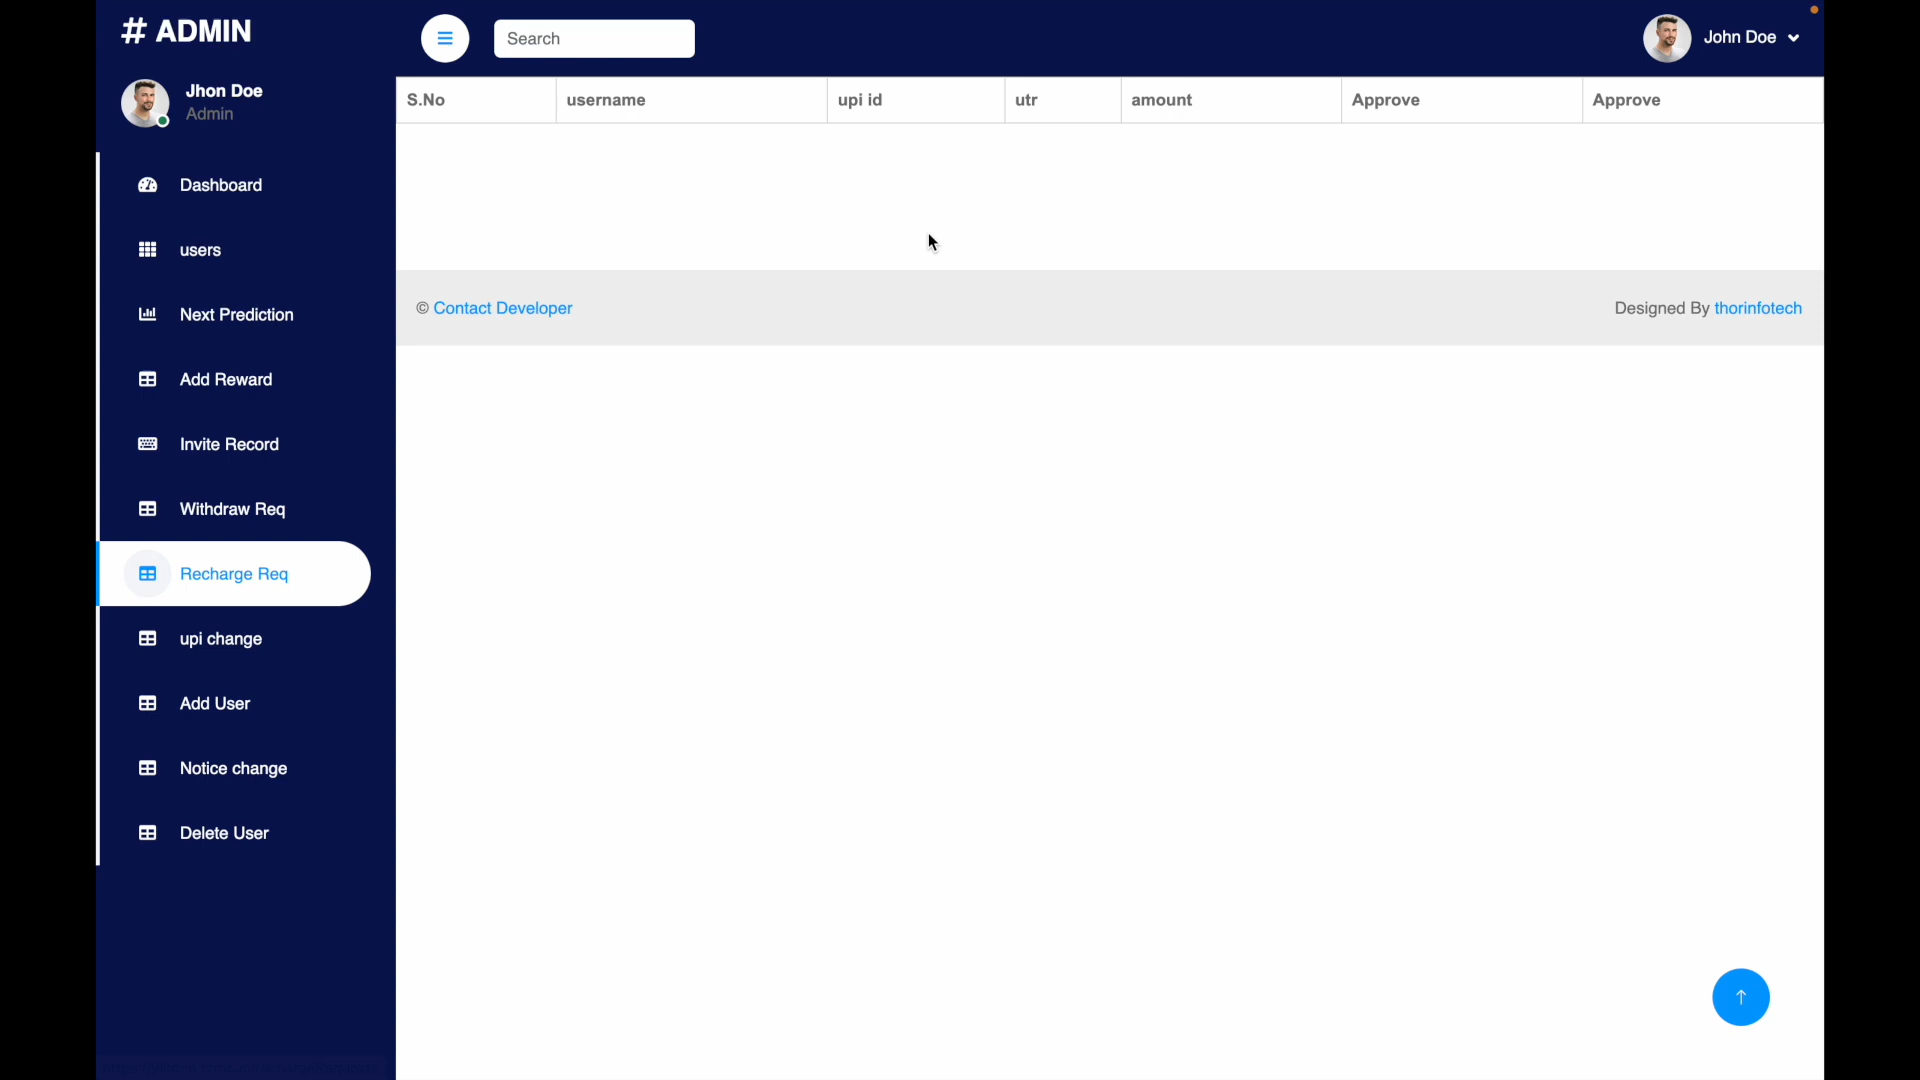 # ADMIN
Search
John Doe
Jhon Doe
Admin
S.No username upi id utr amount Approve Approve
Dashboard
users
Next Prediction
Add Reward
Invite Record
Withdraw Req
Recharge Req
upi change
Add User
Notice change
Delete User
© Contact Developer
Designed By thorinfotech